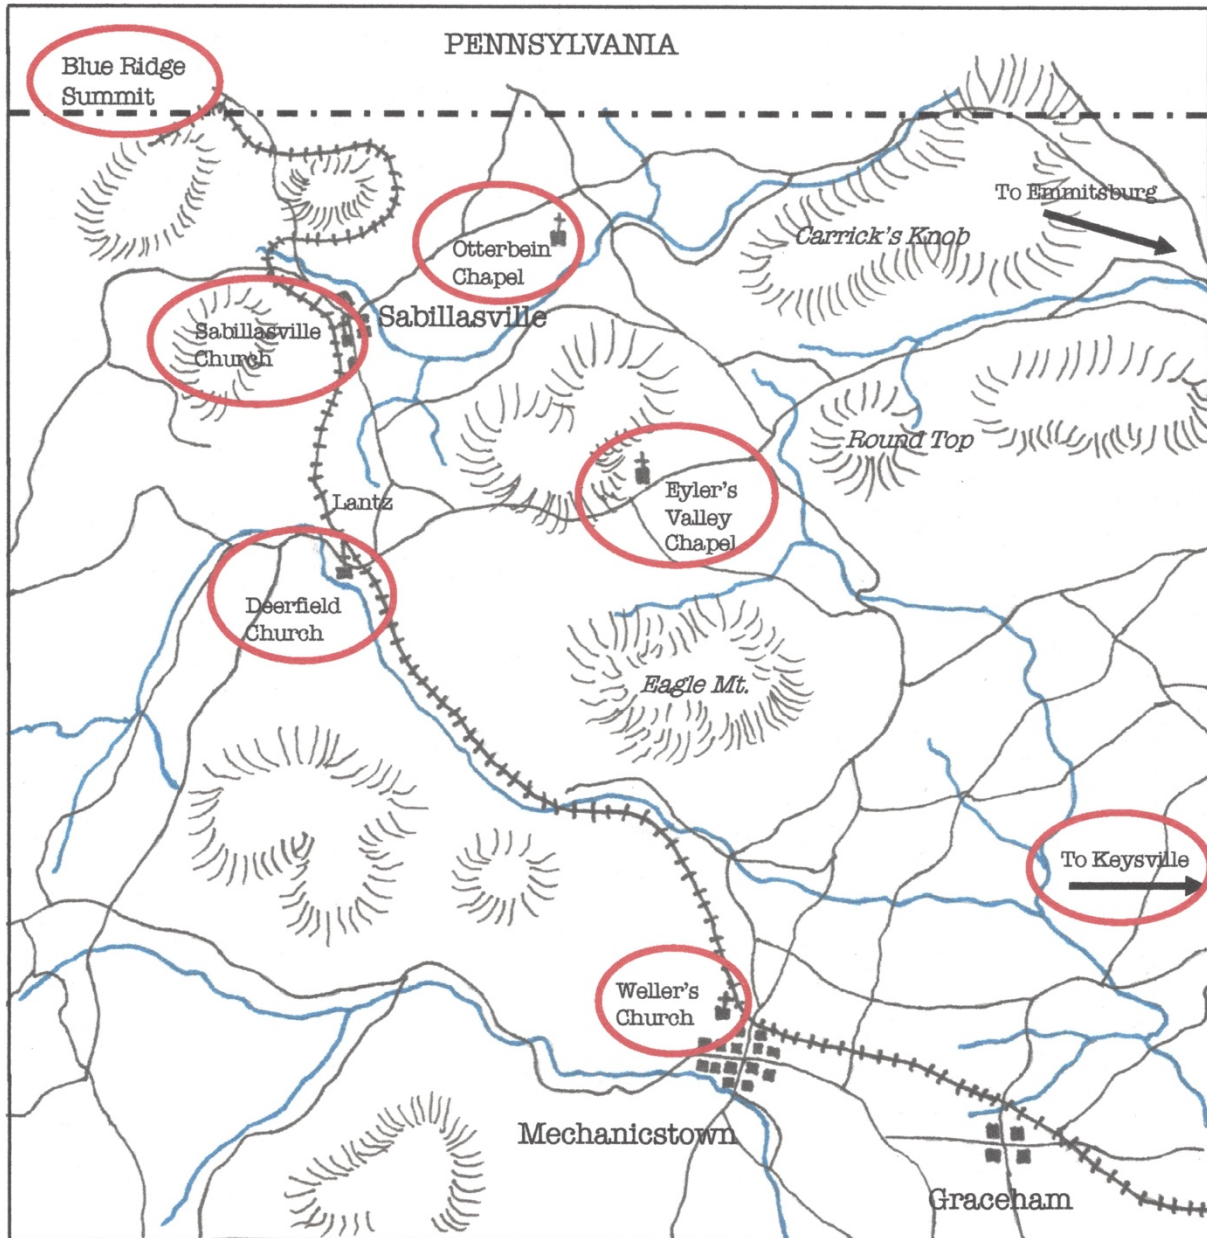 PENNSYLVANIA
Blue Ridge
Summit
To Emmitsburg
Otterbein
Chapel
Carrick's Knob
Sabillasville
Sabillasville
Church
Round Top
Lantz
Eyler's
Valley
Chapel
Deerfield
Church
Eagle Mt.
To Keysville
Weller's
Church
Mechanicstown
Graceham